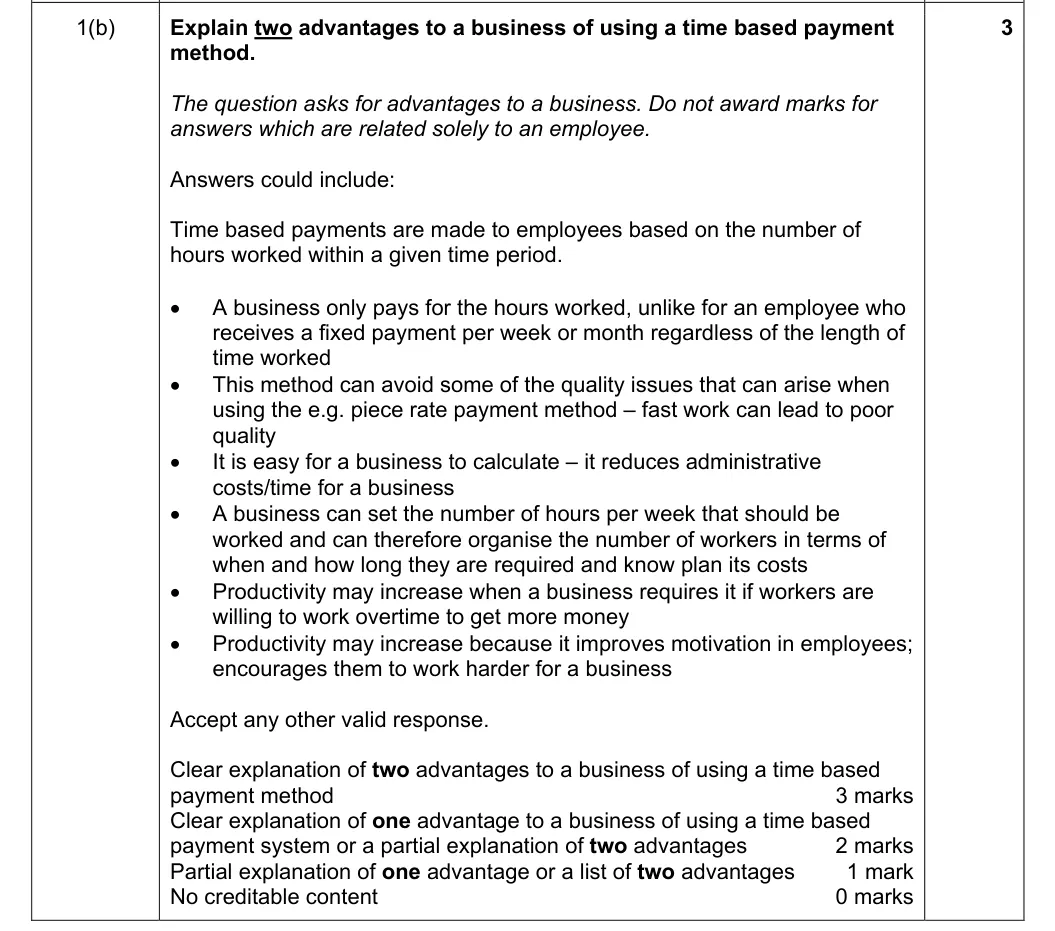 1(b)
Explain two advantages to a business of using a time based payment
method.
3
The question asks for advantages to a business. Do not award marks for
answers which are related solely to an employee.
Answers could include:
Time based payments are made to employees based on the number of
hours worked within a given time period.
• A business only pays for the hours worked, unlike for an employee who
receives a fixed payment per week or month regardless of the length of
time worked
• This method can avoid some of the quality issues that can arise when
using the e.g. piece rate payment method – fast work can lead to poor
quality
• It is easy for a business to calculate – it reduces administrative
costs/time for a business
• A business can set the number of hours per week that should be
worked and can therefore organise the number of workers in terms of
when and how long they are required and know plan its costs
• Productivity may increase when a business requires it if workers are
willing to work overtime to get more money
• Productivity may increase because it improves motivation in employees;
encourages them to work harder for a business
Accept any other valid response.
Clear explanation of two advantages to a business of using a time based
payment method 3 marks
Clear explanation of one advantage to a business of using a time based
payment system or a partial explanation of two advantages 2 marks
Partial explanation of one advantage or a list of two advantages 1 mark
No creditable content 0 marks